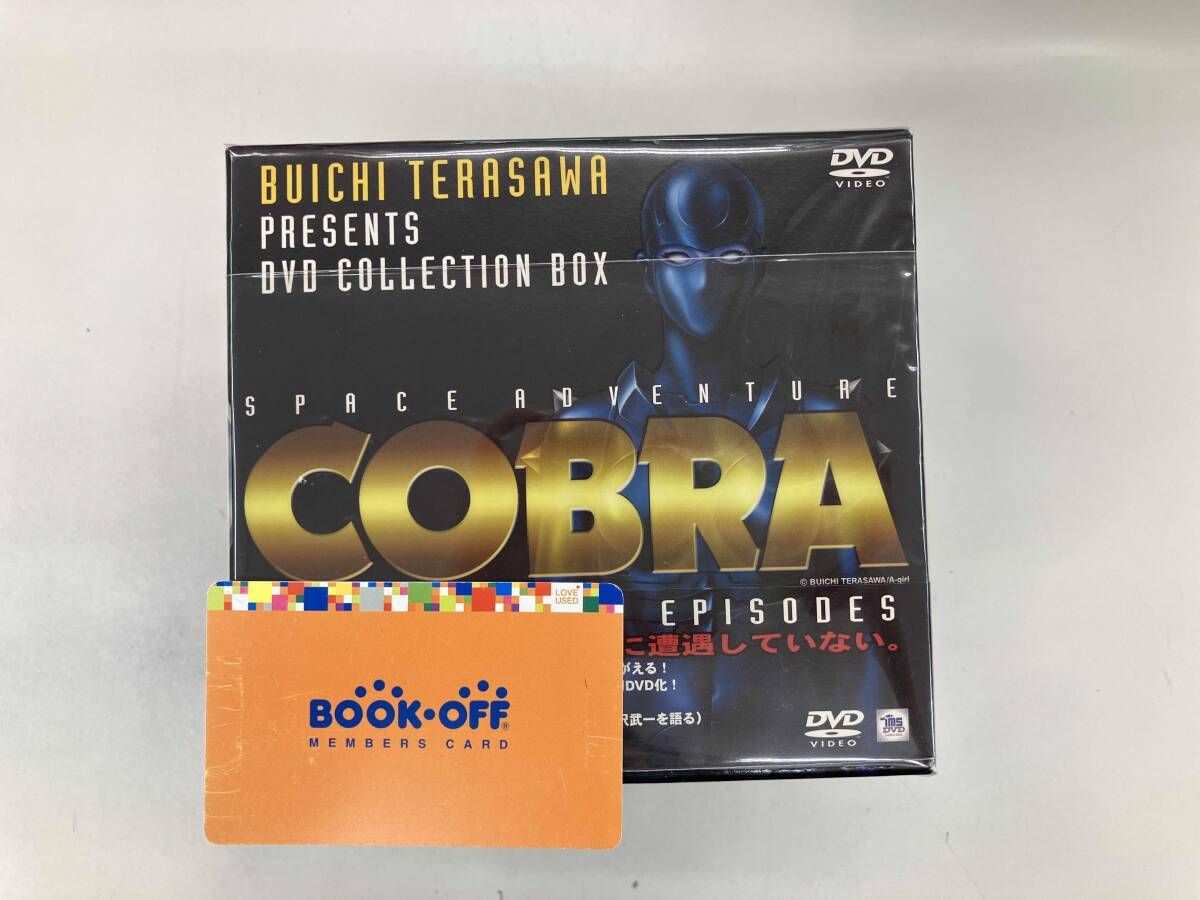 BUICHI TERASAWA
PRESENTS
DVD COLLECTION BOX
DVD
VIDEO
SPACE ADVENTURE
COBRA
© BUICHI TERASAWA/A-girl
EPISODES
に遭遇していない。
がえる！
DVD化！
沢武一を語る）
DVD
VIDEO
ims
DVD
LOVE
USED
BOOK・OFF®
MEMBERS CARD